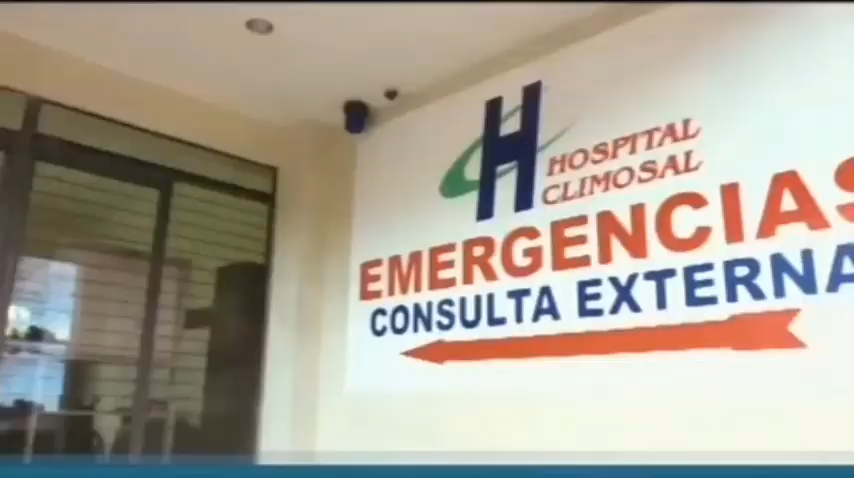 H
HOSPITAL
CLIMOSAL
EMERGENCIAS
CONSULTA EXTERNA